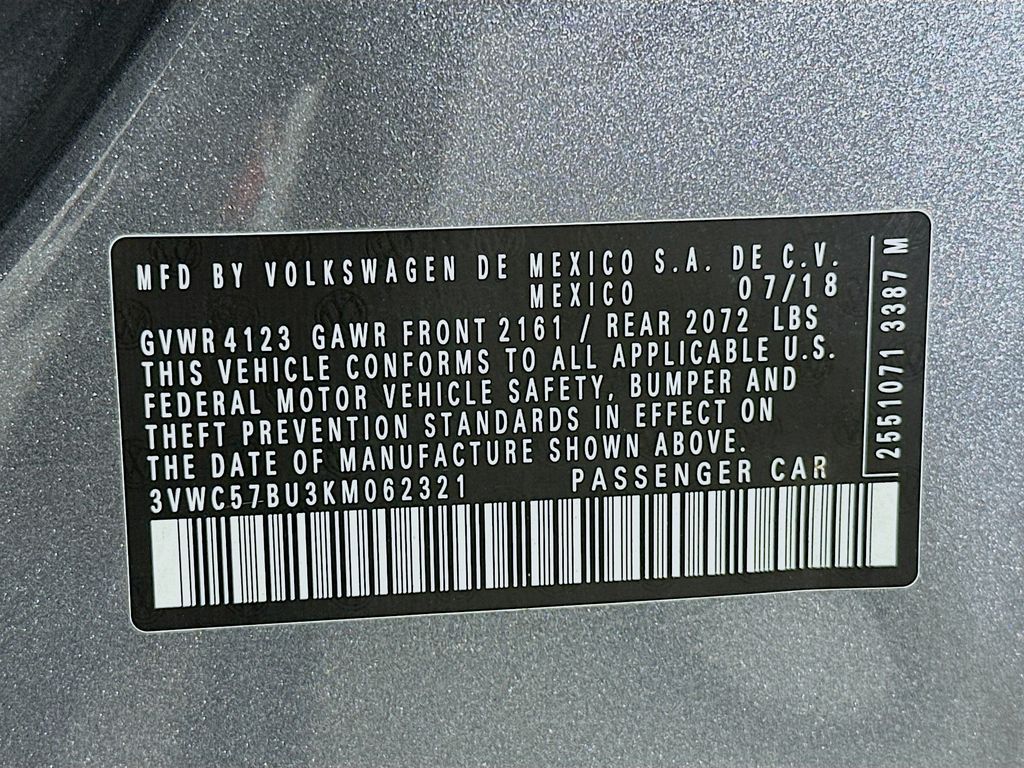 MFD BY VOLKSWAGEN DE MEXICO S.A. DE C.V.
MEXICO 07/18
GVWR 4123 GAWR FRONT 2161 / REAR 2072 LBS
THIS VEHICLE CONFORMS TO ALL APPLICABLE U.S.
FEDERAL MOTOR VEHICLE SAFETY, BUMPER AND
THEFT PREVENTION STANDARDS IN EFFECT ON
THE DATE OF MANUFACTURE SHOWN ABOVE.
3VWC57BU3KM062321 PASSENGER CAR
2551071 3387 M